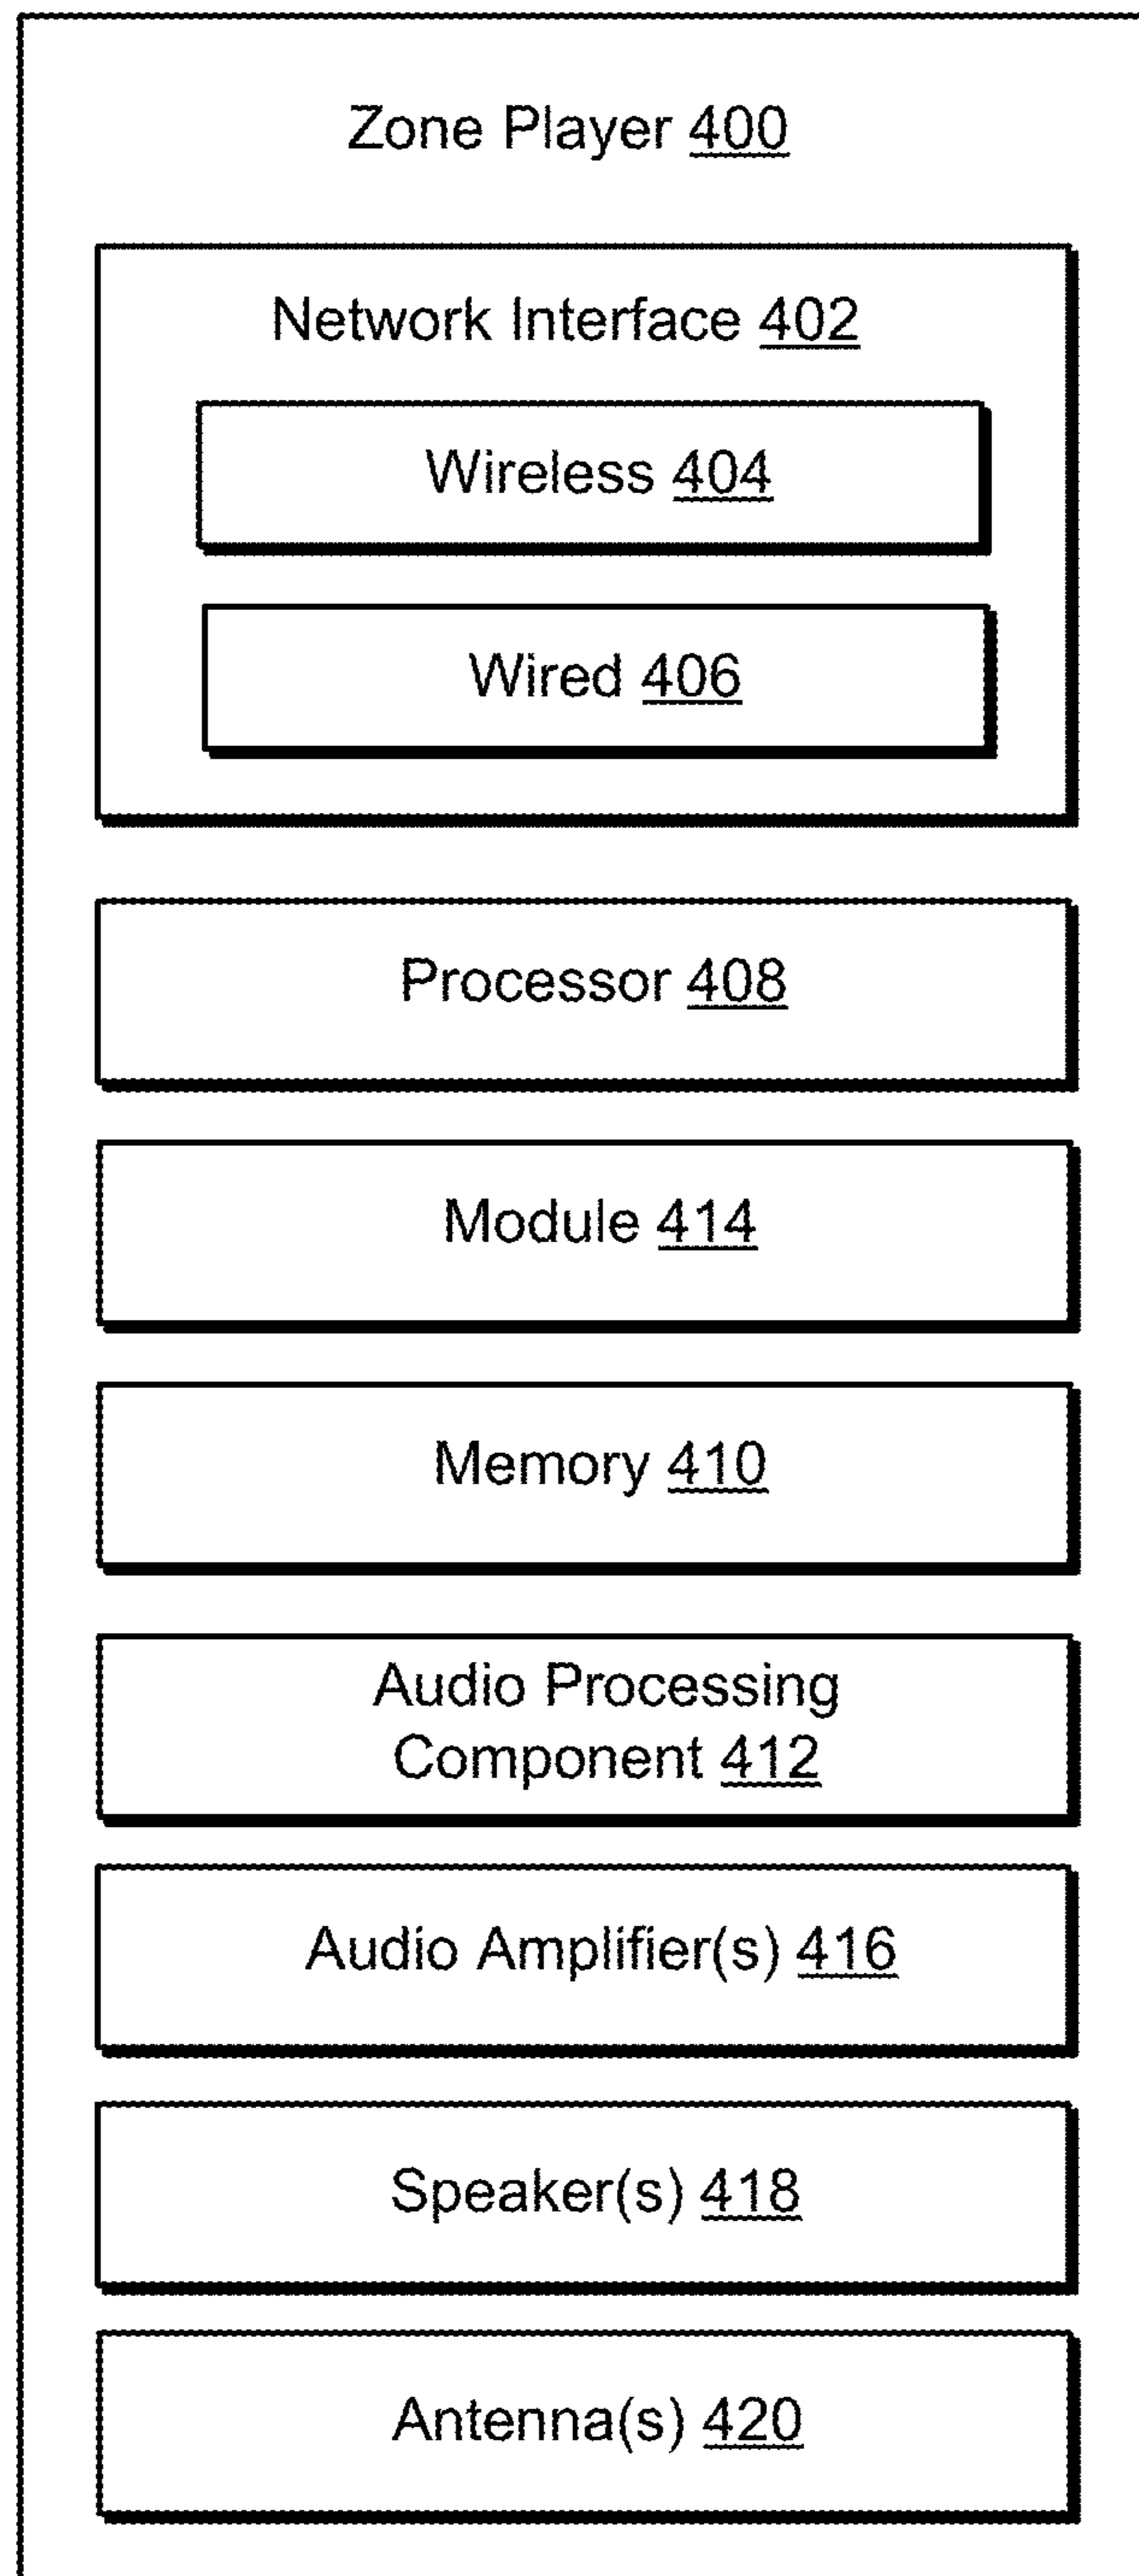 Zone Player 400
Network Interface 402
Wireless 404
Wired 406
Processor 408
Module 414
Memory 410
Audio Processing
Component 412
Audio Amplifier(s) 416
Speaker(s) 418
Antenna(s) 420